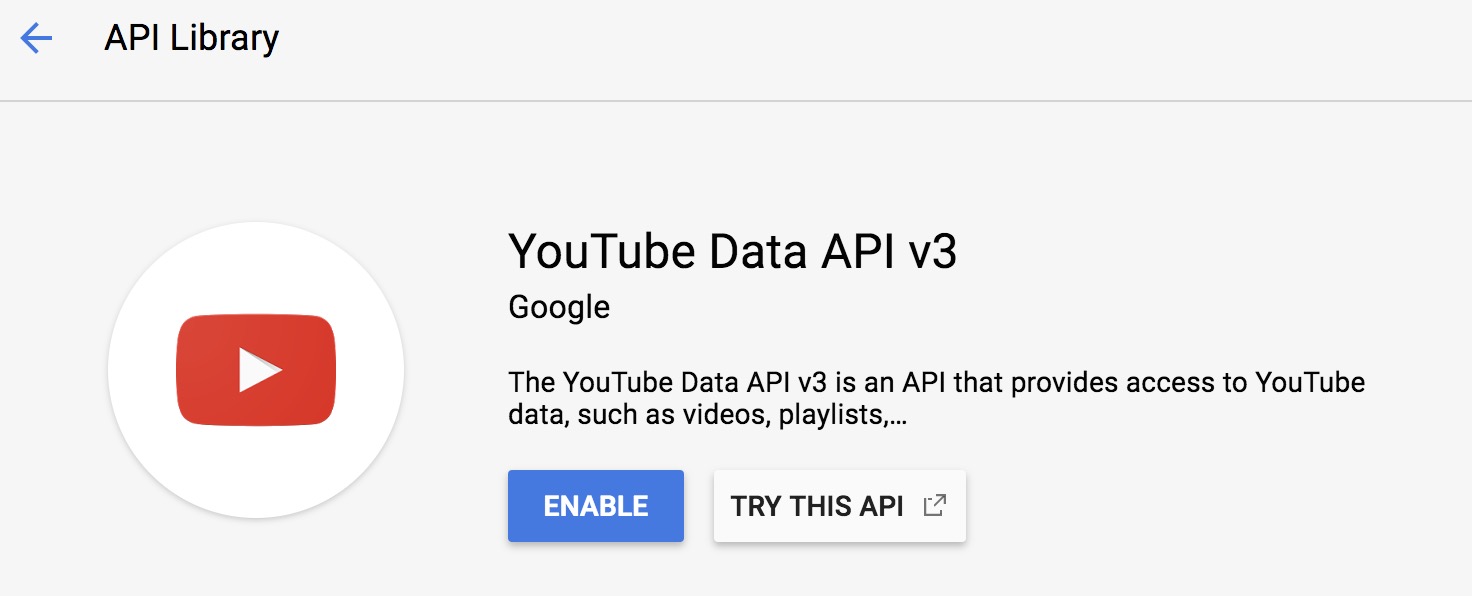 API Library
YouTube Data API v3
Google
The YouTube Data API v3 is an API that provides access to YouTube
data, such as videos, playlists,...
ENABLE
TRY THIS API